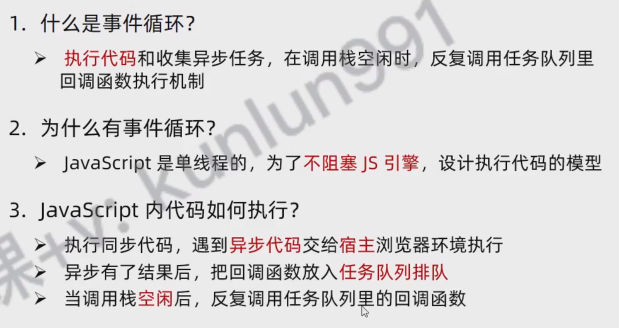 1. 什么是事件循环？
➢ 执行代码和收集异步任务，在调用栈空闲时，反复调用任务队列里
回调函数执行机制
2. 为什么有事件循环？
➢ JavaScript 是单线程的，为了不阻塞 JS 引擎，设计执行代码的模型
3. JavaScript 内代码如何执行？
➢ 执行同步代码，遇到异步代码交给宿主浏览器环境执行
➢ 异步有了结果后，把回调函数放入任务队列排队
➢ 当调用栈空闲后，反复调用任务队列里的回调函数
课+v: kunlun991